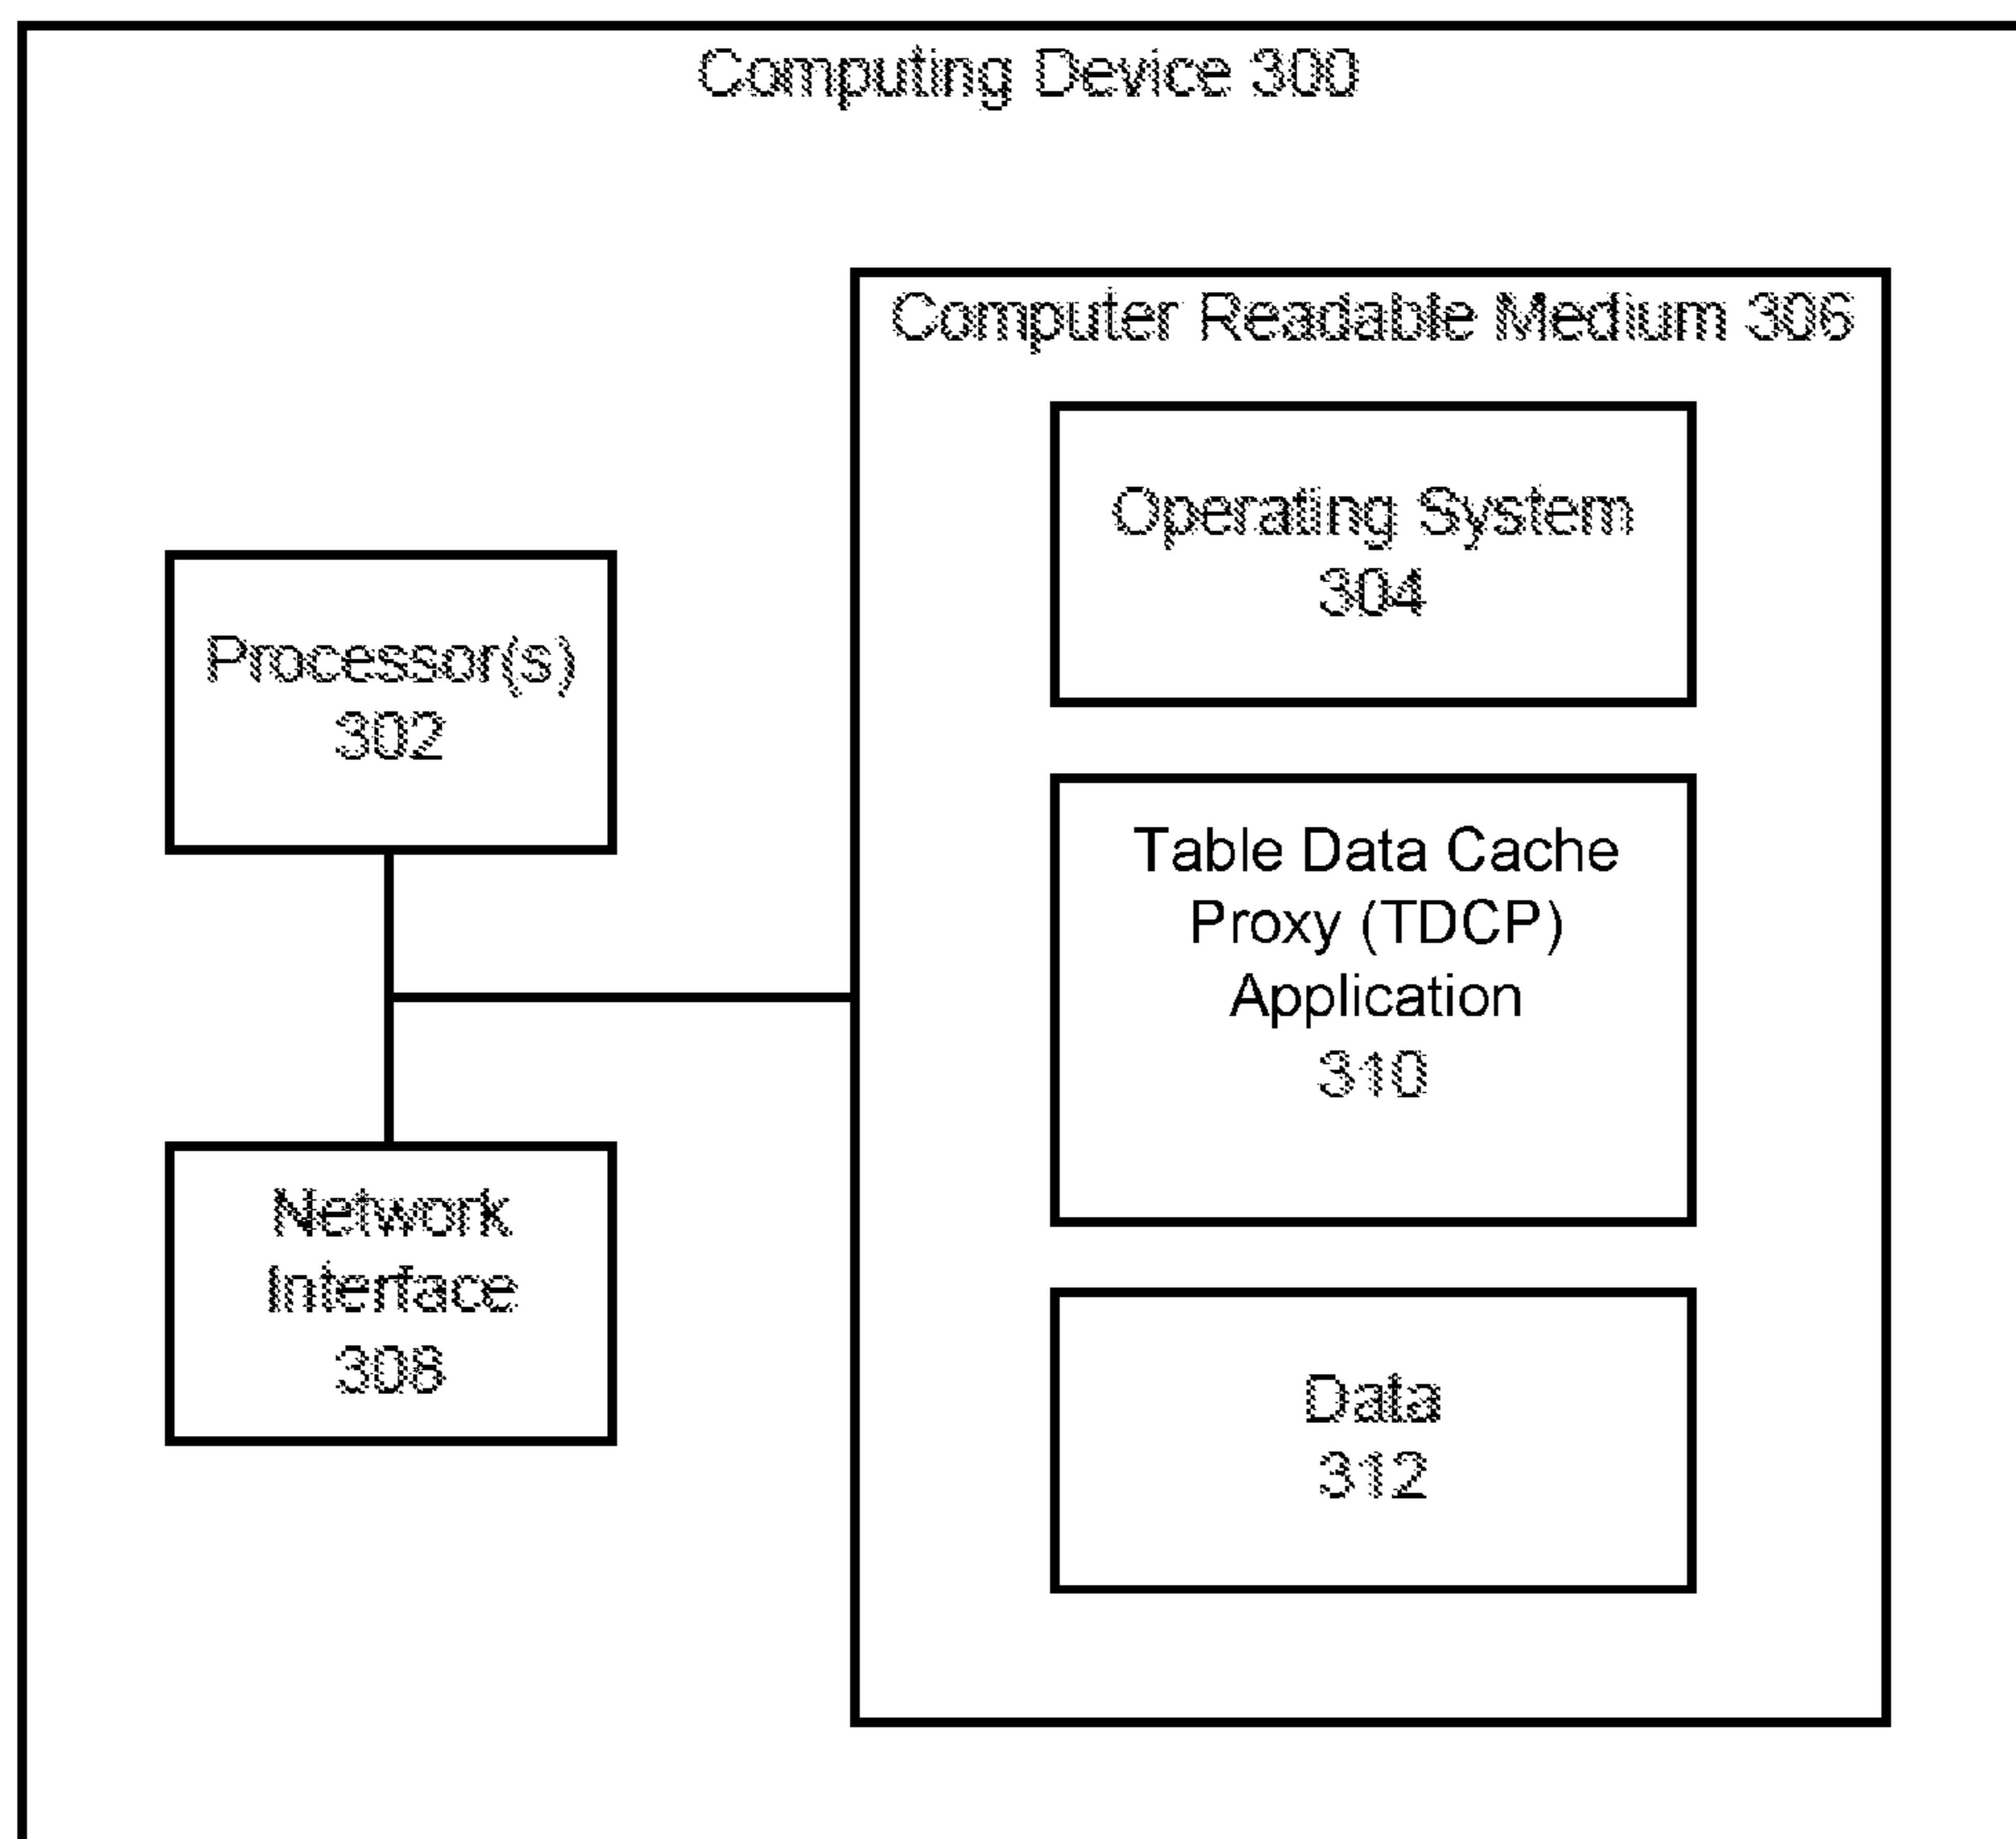 Computing Device 300
Computer Readable Medium 306
Operating System
304
Processor(s)
302
Table Data Cache
Proxy (TDCP)
Application
310
Network
Interface
308
Data
312